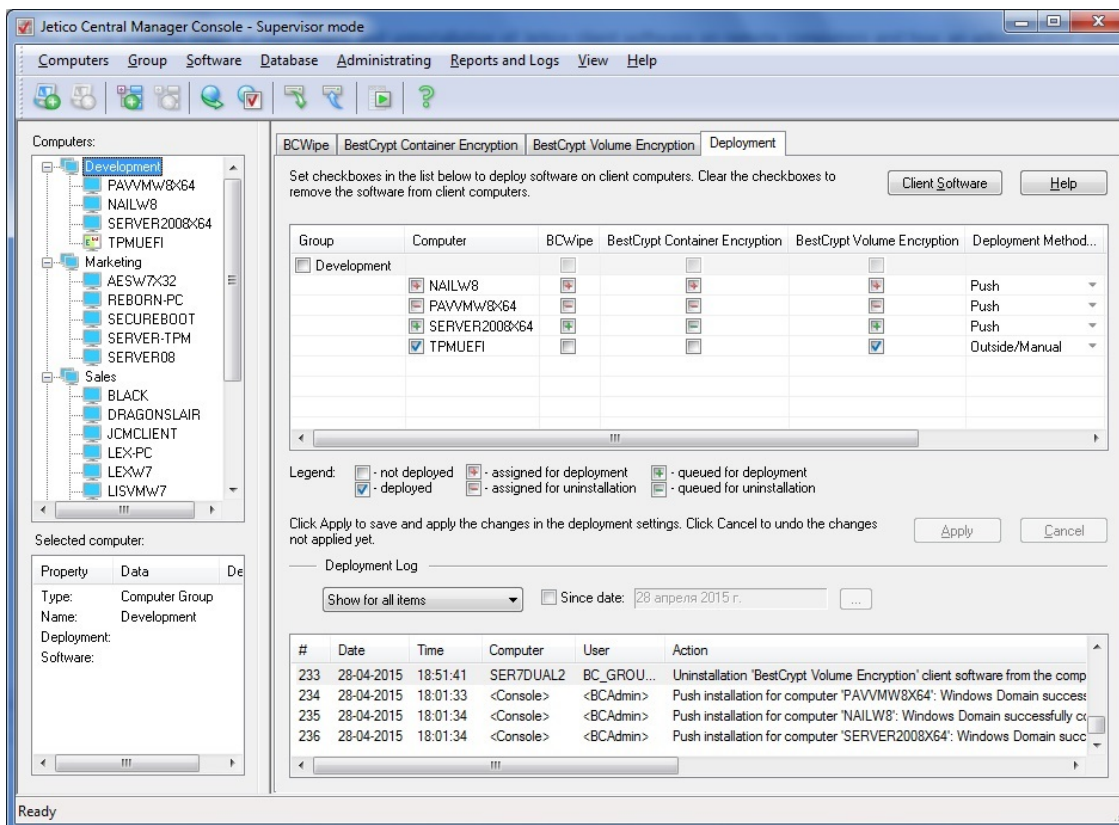 Jetico Central Manager Console - Supervisor mode
Computers Group Software Database Administrating Reports and Logs View Help
Computers:
Development
PAVVMW8X64
NAILW8
SERVER2008X64
TPMUEFI
Marketing
AESW7X32
REBORN-PC
SECUREBOOT
SERVER-TPM
SERVER08
Sales
BLACK
DRAGONSLAIR
JCMCLIENT
LEX-PC
LEXW7
LISVMW7
Selected computer:
Property Data De
Type: Computer Group
Name: Development
Deployment:
Software:
BCWipe BestCrypt Container Encryption BestCrypt Volume Encryption Deployment
Set checkboxes in the list below to deploy software on client computers. Clear the checkboxes to
remove the software from client computers.
Client Software Help
Group Computer BCWipe BestCrypt Container Encryption BestCrypt Volume Encryption Deployment Method...
Development
NAILW8 Push
PAVVMW8X64 Push
SERVER2008X64 Push
TPMUEFI Outside/Manual
Legend: - not deployed - assigned for deployment - queued for deployment
- deployed - assigned for uninstallation - queued for uninstallation
Click Apply to save and apply the changes in the deployment settings. Click Cancel to undo the changes
not applied yet.
Apply Cancel
Deployment Log
Show for all items Since date: 28 апреля 2015 г. ...
# Date Time Computer User Action
233 28-04-2015 18:51:41 SER7DUAL2 BC_GROU... Uninstallation 'BestCrypt Volume Encryption' client software from the comp
234 28-04-2015 18:01:33 <Console> <BCAdmin> Push installation for computer 'PAVVMW8X64': Windows Domain success
235 28-04-2015 18:01:34 <Console> <BCAdmin> Push installation for computer 'NAILW8': Windows Domain successfully co
236 28-04-2015 18:01:34 <Console> <BCAdmin> Push installation for computer 'SERVER2008X64': Windows Domain succ
Ready